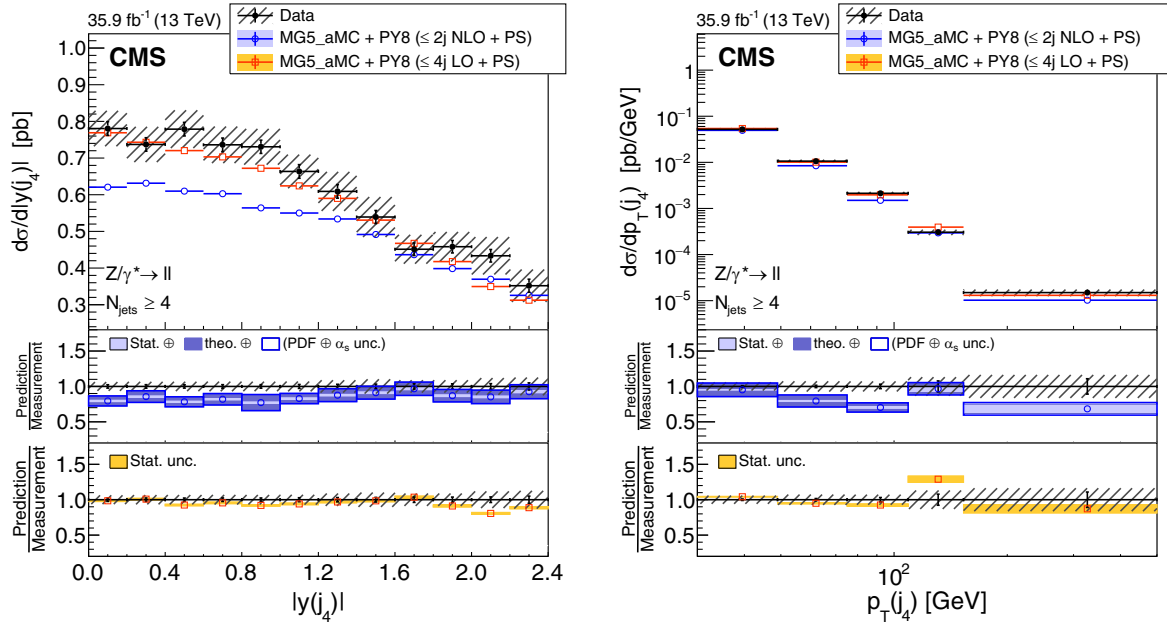 35.9 fb⁻¹ (13 TeV)
Data
MG5_aMC + PY8 (≤ 2j NLO + PS)
MG5_aMC + PY8 (≤ 4j LO + PS)
CMS
dσ/d|y(j₄)| [pb]
1.0
0.9
0.8
0.7
0.6
0.5
0.4
0.3
Z/γ*→ ll
N_jets ≥ 4
Stat. ⊕ theo. ⊕ (PDF ⊕ α_s unc.)
Prediction
Measurement
1.5
1.0
0.5
Stat. unc.
Prediction
Measurement
1.5
1.0
0.5
0.0 0.4 0.8 1.2 1.6 2.0 2.4
|y(j₄)|
35.9 fb⁻¹ (13 TeV)
Data
MG5_aMC + PY8 (≤ 2j NLO + PS)
MG5_aMC + PY8 (≤ 4j LO + PS)
CMS
dσ/dp_T(j₄) [pb/GeV]
1
10⁻¹
10⁻²
10⁻³
10⁻⁴
10⁻⁵
Z/γ*→ ll
N_jets ≥ 4
Stat. ⊕ theo. ⊕ (PDF ⊕ α_s unc.)
Prediction
Measurement
1.5
1.0
0.5
Stat. unc.
Prediction
Measurement
1.5
1.0
0.5
10²
p_T(j₄) [GeV]